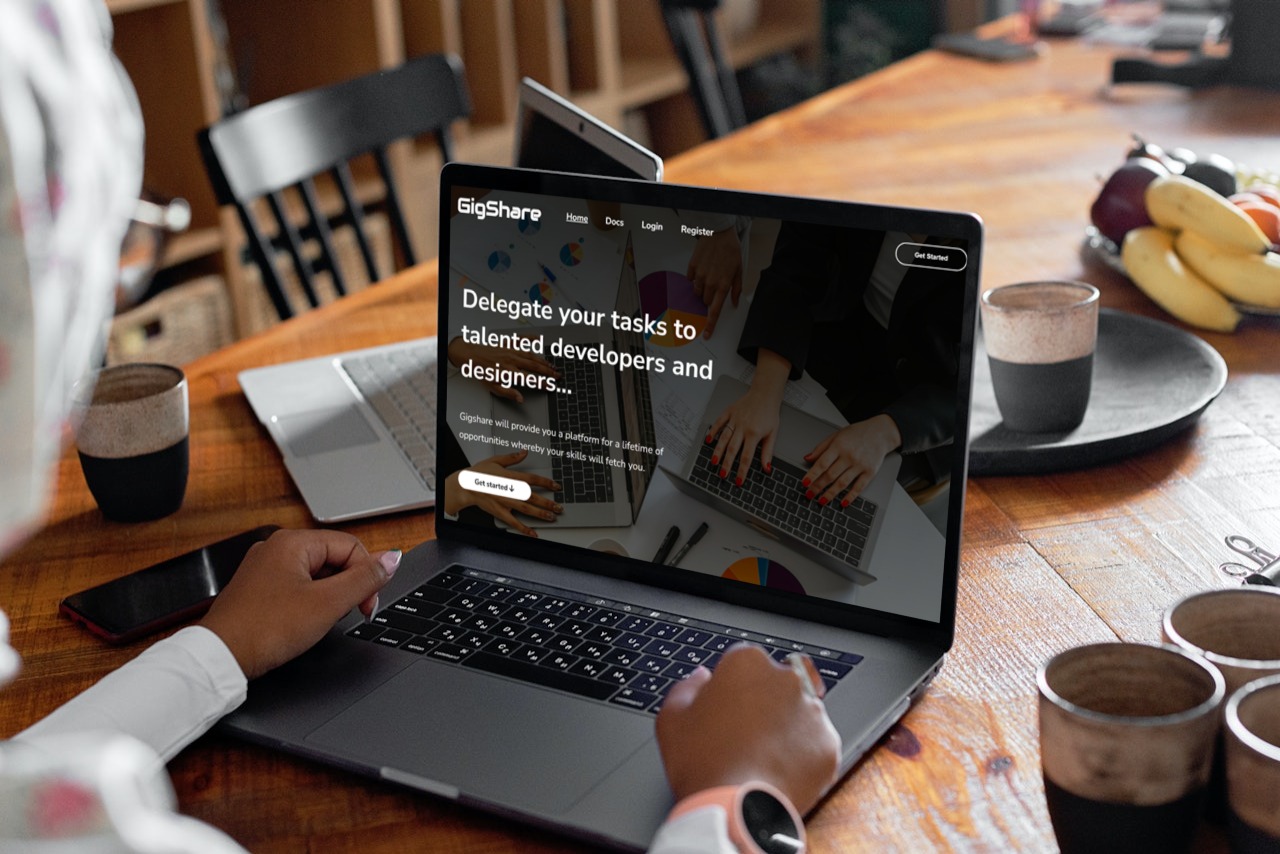 GigShare
Home Docs Login Register
Get Started
Delegate your tasks to
talented developers and
designers...
Gigshare will provide you a platform for a lifetime of
opportunities whereby your skills will fetch you.
Get started ↓